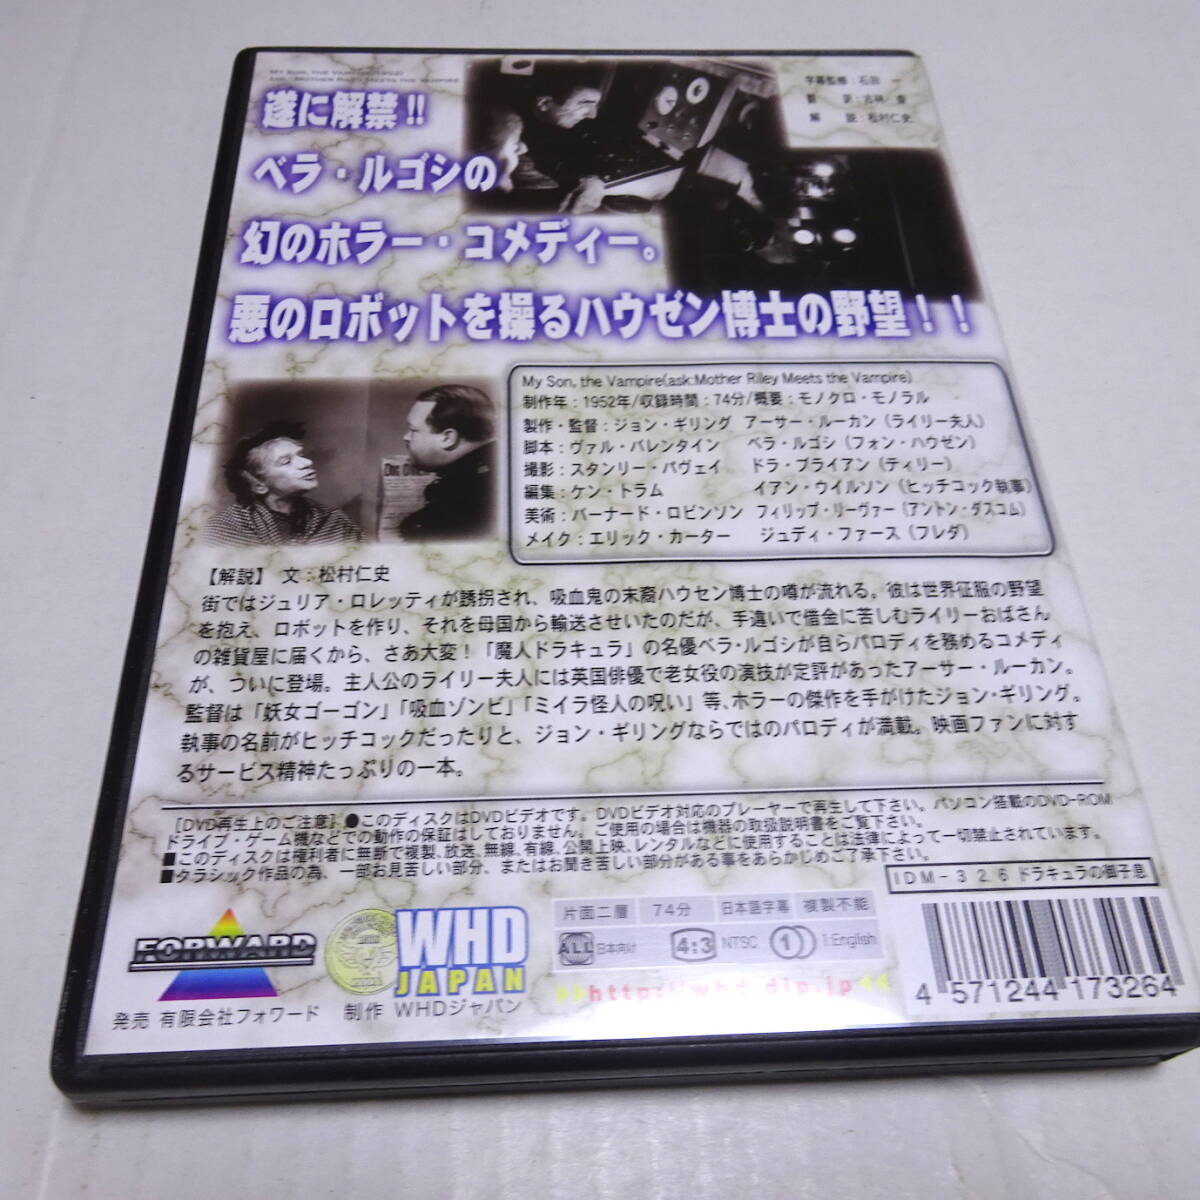 MY SON, THE VAMPIRE(1952)
aka : MOTHER RILEY MEETS THE VAMPIRE
字幕監修：石田 一
翻 訳：古林 幸
解 説：松村仁史
遂に解禁!!
ベラ・ルゴシの
幻のホラー・コメディー。
悪のロボットを操るハウゼン博士の野望！！
My Son, the Vampire(ask:Mother Riley Meets the Vampire)
制作年：1952年/収録時間：74分/概要：モノクロ・モノラル
製作・監督：ジョン・ギリング アーサー・ルーカン（ライリー夫人）
脚本：ヴァル・バレンタイン ベラ・ルゴシ（フォン・ハウゼン）
撮影：スタンリー・パヴェイ ドラ・ブライアン（ティリー）
編集：ケン・トラム イアン・ウイルソン（ヒッチコック執事）
美術：バーナード・ロビンソン フィリップ・リーヴァー（アントン・ダスコム）
メイク：エリック・カーター ジュディ・ファース（フレダ）
【解説】 文：松村仁史
街ではジュリア・ロレッティが誘拐され、吸血鬼の末裔ハウゼン博士の噂が流れる。彼は世界征服の野望
を抱え、ロボットを作り、それを母国から輸送させいたのだが、手違いで借金に苦しむライリーおばさん
の雑貨屋に届くから、さあ大変！「魔人ドラキュラ」の名優ベラ・ルゴシが自らパロディを務めるコメディ
が、ついに登場。主人公のライリー夫人には英国俳優で老女役の演技が定評があったアーサー・ルーカン。
監督は「妖女ゴーゴン」「吸血ゾンビ」「ミイラ怪人の呪い」等、ホラーの傑作を手がけたジョン・ギリング。
執事の名前がヒッチコックだったりと、ジョン・ギリングならではのパロディが満載。映画ファンに対す
るサービス精神たっぷりの一本。
[DVD再生上のご注意]●このディスクはDVDビデオです。DVDビデオ対応のプレーヤーで再生して下さい。パソコン搭載のDVD-ROM
ドライブ・ゲーム機などでの動作の保証はしておりません。ご使用の場合は機器の取扱説明書をご覧下さい。
■このディスクは権利者に無断で複製、放送、無線、有線、公開上映、レンタルなどに使用することは法律によって一切禁止されています。
■クラシック作品の為、一部お見苦しい部分、またはお聞き苦しい部分がある事をあらかじめご了承下さい。
IDM-326 ドラキュラの御子息
片面二層 74分 日本語字幕 複製不能
ALL 日本向け 4:3 NTSC 1 1:English
>>http://whd.dip.jp<<
FORWARD
WHD
JAPAN
発売 有限会社フォワード 制作 WHDジャパン
4 571244 173264